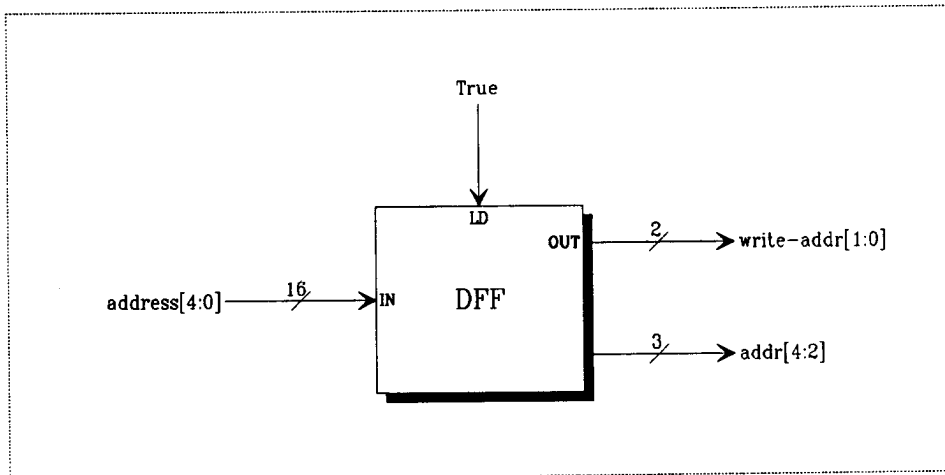 True
LD
OUT
2
write-addr[1:0]
address[4:0]
16
IN
DFF
3
addr[4:2]